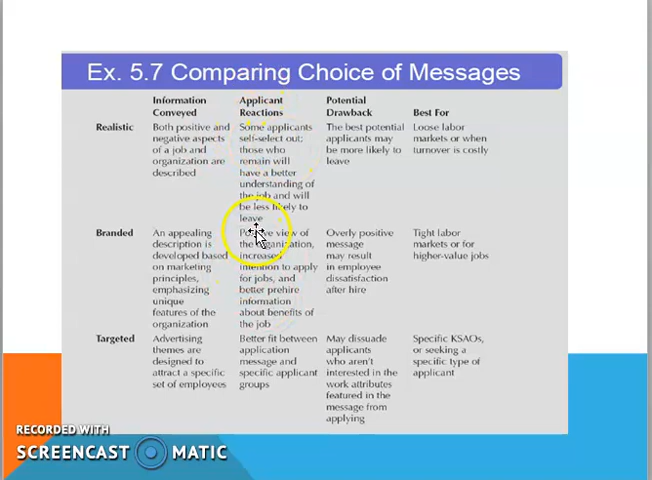 Ex. 5.7 Comparing Choice of Messages
Information Conveyed
Applicant Reactions
Potential Drawback
Best For
Realistic
Both positive and
negative aspects
of a job and
organization are
described
Some applicants
self-select out;
those who
remain will
have a better
understanding of
the job and will
be less likely to
leave
The best potential
applicants may
be more likely to
leave
Loose labor
markets or when
turnover is costly
Branded
An appealing
description is
developed based
on marketing
principles,
emphasizing
unique
features of the
organization
Positive view of
the organization,
increased
intention to apply
for jobs, and
better prehire
information
about benefits of
the job
Overly positive
message
may result
in employee
dissatisfaction
after hire
Tight labor
markets or for
higher-value jobs
Targeted
Advertising
themes are
designed to
attract a specific
set of employees
Better fit between
application
message and
specific applicant
groups
May dissuade
applicants
who aren't
interested in the
work attributes
featured in the
message from
applying
Specific KSAOs,
or seeking a
specific type of
applicant
RECORDED WITH
SCREENCAST MATIC